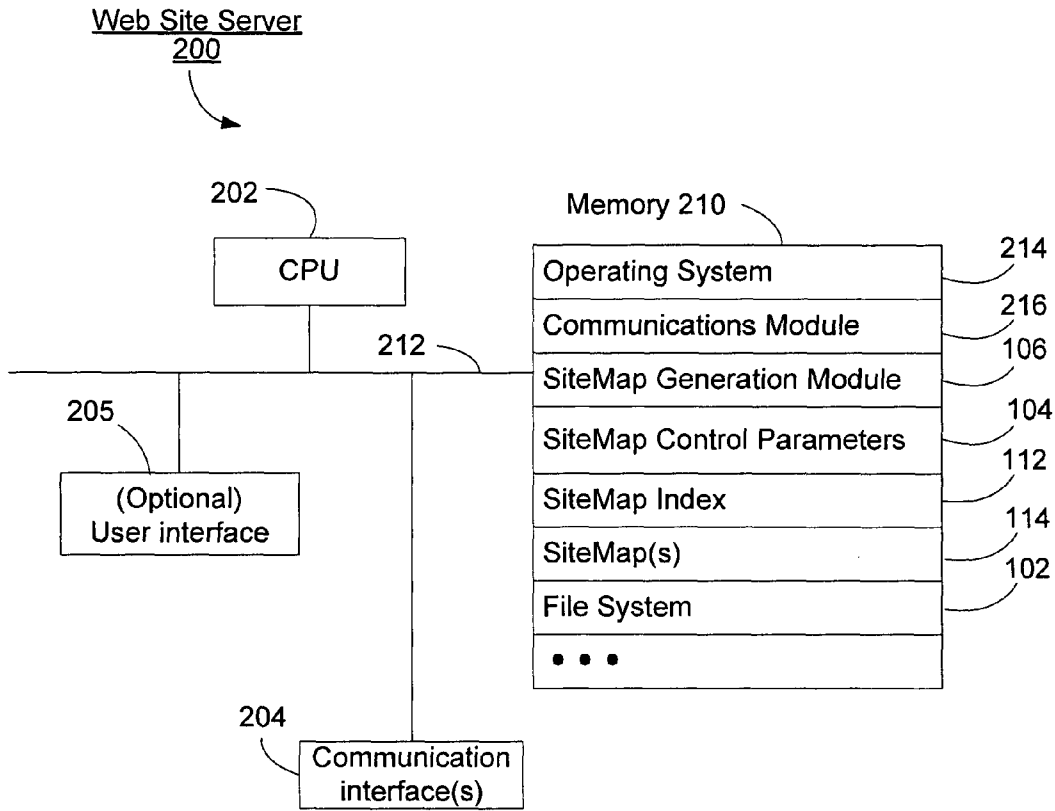 Web Site Server
200
202
CPU
Memory 210
Operating System
214
Communications Module
216
212
SiteMap Generation Module
106
SiteMap Control Parameters
104
205
(Optional)
User interface
SiteMap Index
112
SiteMap(s)
114
File System
102
• • •
204
Communication
interface(s)